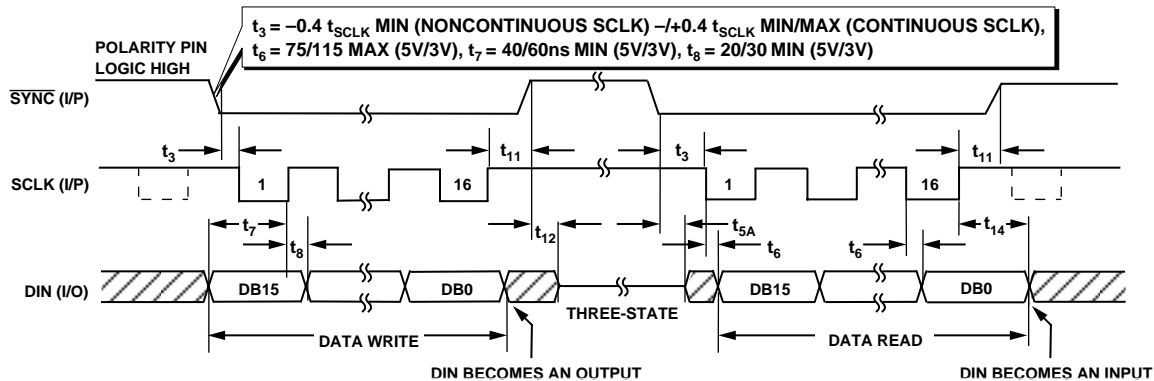 t3 = –0.4 tSCLK MIN (NONCONTINUOUS SCLK) –/+0.4 tSCLK MIN/MAX (CONTINUOUS SCLK),
t6 = 75/115 MAX (5V/3V), t7 = 40/60ns MIN (5V/3V), t8 = 20/30 MIN (5V/3V)
POLARITY PIN
LOGIC HIGH
SYNC (I/P)
t3
t11
t3
t11
SCLK (I/P)
1
16
1
16
t7
t8
t12
t5A
t6
t6
t14
DIN (I/O)
DB15
DB0
THREE-STATE
DB15
DB0
DATA WRITE
DATA READ
DIN BECOMES AN OUTPUT
DIN BECOMES AN INPUT